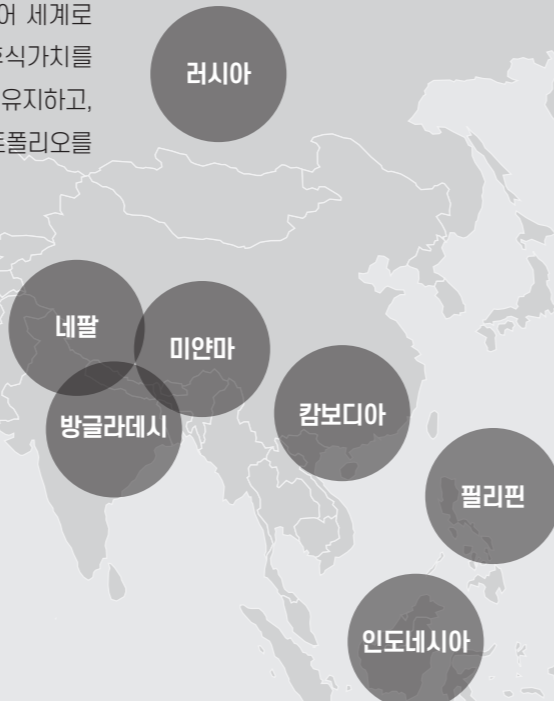 어 세계로
식가치를
유지하고,
폴리오를
러시아
네팔
미얀마
방글라데시
캄보디아
필리핀
인도네시아